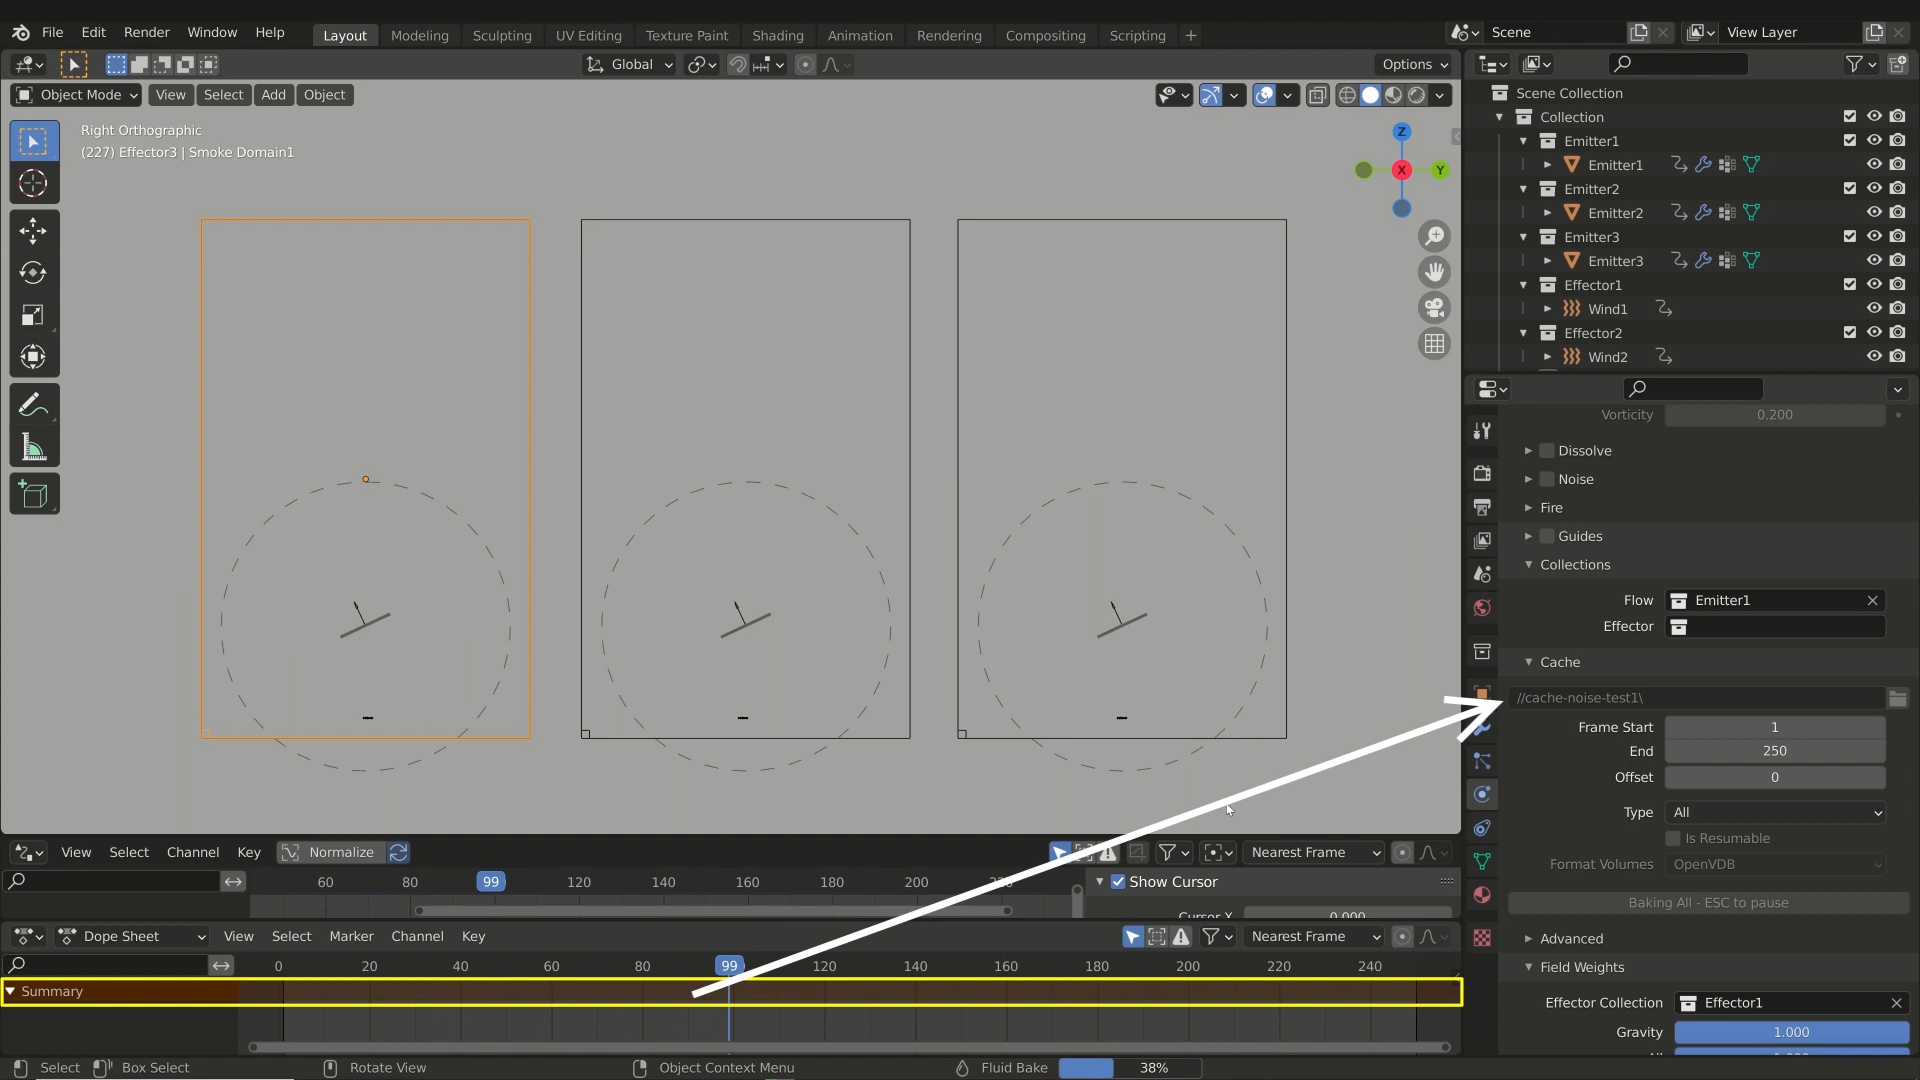 File Edit Render Window Help Layout Modeling Sculpting UV Editing Texture Paint Shading Animation Rendering Compositing Scripting + Scene View Layer
Global Options
Object Mode View Select Add Object
Right Orthographic
(227) Effector3 | Smoke Domain1
Z
X
Y
Scene Collection
Collection
Emitter1
Emitter1
Emitter2
Emitter2
Emitter3
Emitter3
Effector1
Wind1
Effector2
Wind2
Vorticity 0.200
Dissolve
Noise
Fire
Guides
Collections
Flow Emitter1
Effector
Cache
//cache-noise-test1\
Frame Start 1
End 250
Offset 0
Type All
Is Resumable
Format Volumes OpenVDB
Baking All - ESC to pause
Advanced
Field Weights
Effector Collection Effector1
Gravity 1.000
View Select Channel Key Normalize Nearest Frame
60 80 99 120 140 160 180 200
Show Cursor
Cursor X 0.000
Dope Sheet View Select Marker Channel Key Nearest Frame
0 20 40 60 80 99 120 140 160 180 200 220 240
Summary
Select Box Select Rotate View Object Context Menu Fluid Bake 38%